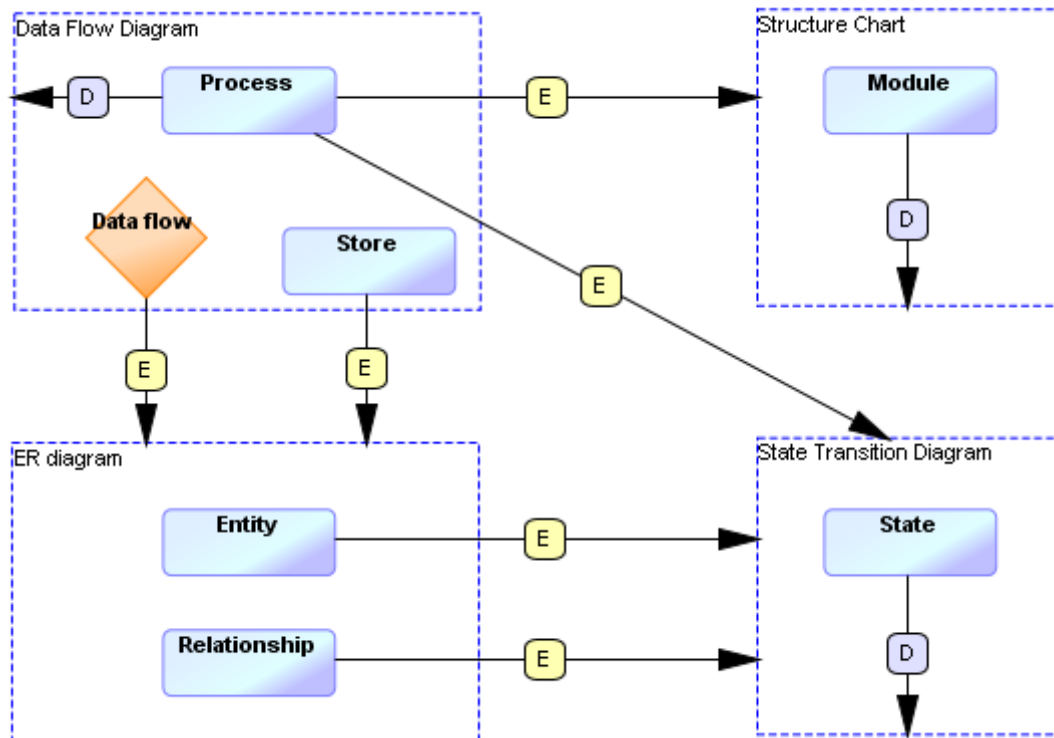 Data Flow Diagram
Structure Chart
Process
Module
D
E
Data flow
Store
D
E
E
E
ER diagram
State Transition Diagram
Entity
State
E
Relationship
E
D